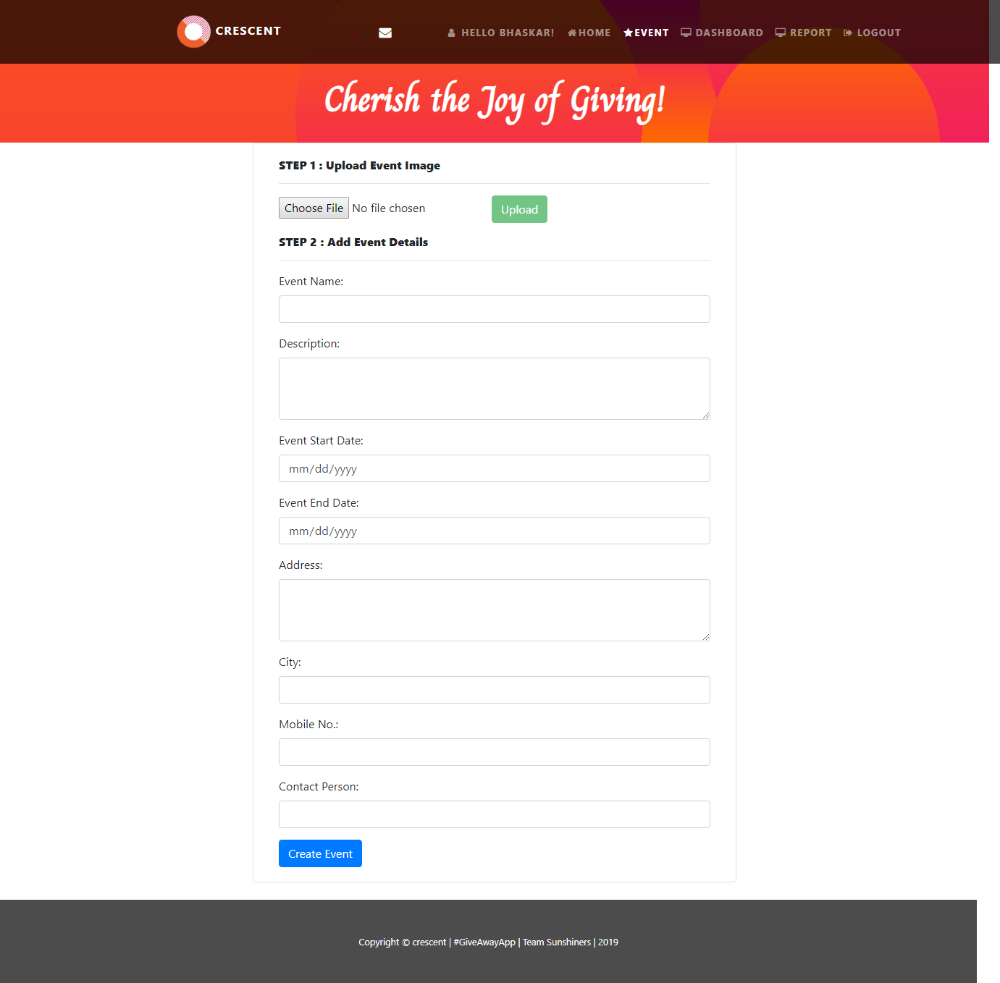 CRESCENT
HELLO BHASKAR! HOME EVENT DASHBOARD REPORT LOGOUT
Cherish the Joy of Giving!
STEP 1 : Upload Event Image
Choose File No file chosen Upload
STEP 2 : Add Event Details
Event Name:
Description:
Event Start Date:
mm/dd/yyyy
Event End Date:
mm/dd/yyyy
Address:
City:
Mobile No.:
Contact Person:
Create Event
Copyright © crescent | #GiveAwayApp | Team Sunshiners | 2019